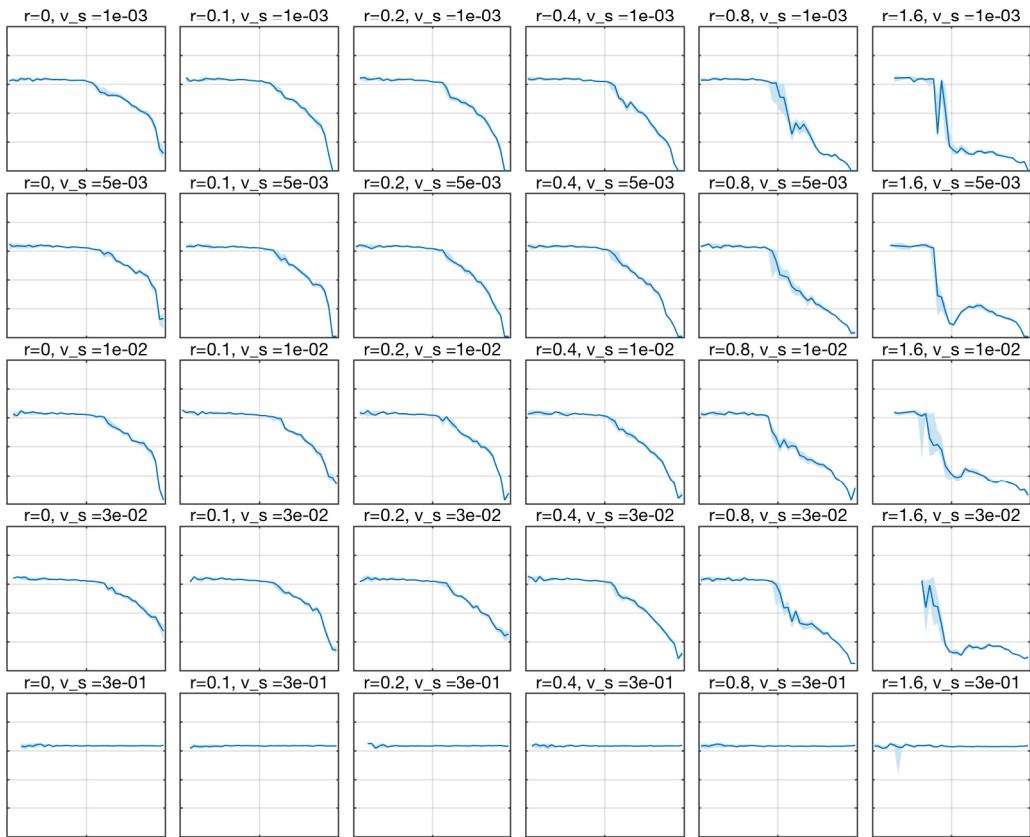 r=0, v_s =1e-03 r=0.1, v_s =1e-03 r=0.2, v_s =1e-03 r=0.4, v_s =1e-03 r=0.8, v_s =1e-03 r=1.6, v_s =1e-03
r=0, v_s =5e-03 r=0.1, v_s =5e-03 r=0.2, v_s =5e-03 r=0.4, v_s =5e-03 r=0.8, v_s =5e-03 r=1.6, v_s =5e-03
r=0, v_s =1e-02 r=0.1, v_s =1e-02 r=0.2, v_s =1e-02 r=0.4, v_s =1e-02 r=0.8, v_s =1e-02 r=1.6, v_s =1e-02
r=0, v_s =3e-02 r=0.1, v_s =3e-02 r=0.2, v_s =3e-02 r=0.4, v_s =3e-02 r=0.8, v_s =3e-02 r=1.6, v_s =3e-02
r=0, v_s =3e-01 r=0.1, v_s =3e-01 r=0.2, v_s =3e-01 r=0.4, v_s =3e-01 r=0.8, v_s =3e-01 r=1.6, v_s =3e-01